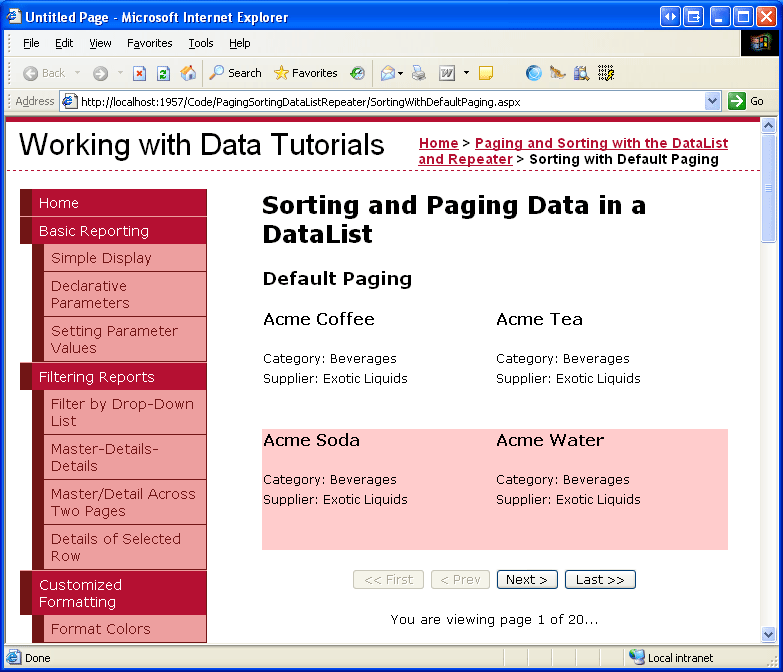 Untitled Page - Microsoft Internet Explorer
File Edit View Favorites Tools Help
Back Search Favorites
Address http://localhost:1957/Code/PagingSortingDataListRepeater/SortingWithDefaultPaging.aspx Go
Working with Data Tutorials
Home > Paging and Sorting with the DataList
and Repeater > Sorting with Default Paging
Home
Basic Reporting
Simple Display
Declarative
Parameters
Setting Parameter
Values
Filtering Reports
Filter by Drop-Down
List
Master-Details-
Details
Master/Detail Across
Two Pages
Details of Selected
Row
Customized
Formatting
Format Colors
Sorting and Paging Data in a
DataList
Default Paging
Acme Coffee
Category: Beverages
Supplier: Exotic Liquids
Acme Tea
Category: Beverages
Supplier: Exotic Liquids
Acme Soda
Category: Beverages
Supplier: Exotic Liquids
Acme Water
Category: Beverages
Supplier: Exotic Liquids
<< First < Prev Next > Last >>
You are viewing page 1 of 20...
Done Local intranet